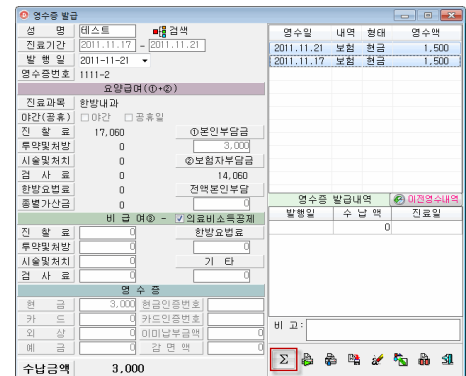 영수증 발급
성 명 테스트 검색
진료기간 2011.11.17 - 2011.11.21
발 행 일 2011-11-21
영수증번호 1111-2
요양급여(①+②)
진료과목 한방내과
야간(공휴) 야간 공휴일
진 찰 료 17,060 ①본인부담금
투약및처방 0 3,000
시술및처치 0 ②보험자부담금
검 사 료 0 14,060
한방요법료 0 전액본인부담
종별가산금 0 0
비 급 여③ - 의료비소득공제
진 찰 료 0 한방요법료
투약및처방 0 0
시술및처치 0 기 타
검 사 료 0 0
영 수 증
현 금 3,000 현금인증번호
카 드 0 카드인증번호
외 상 0 이미납부금액 0
예 금 0 감 면 액 0
수납금액 3,000
영수일 내역 형태 영수액
2011.11.21 보험 현금 1,500
2011.11.17 보험 현금 1,500
영수증 발급내역 이전영수내역
발행일 수 납 액 진료일
0
비 고:
Σ